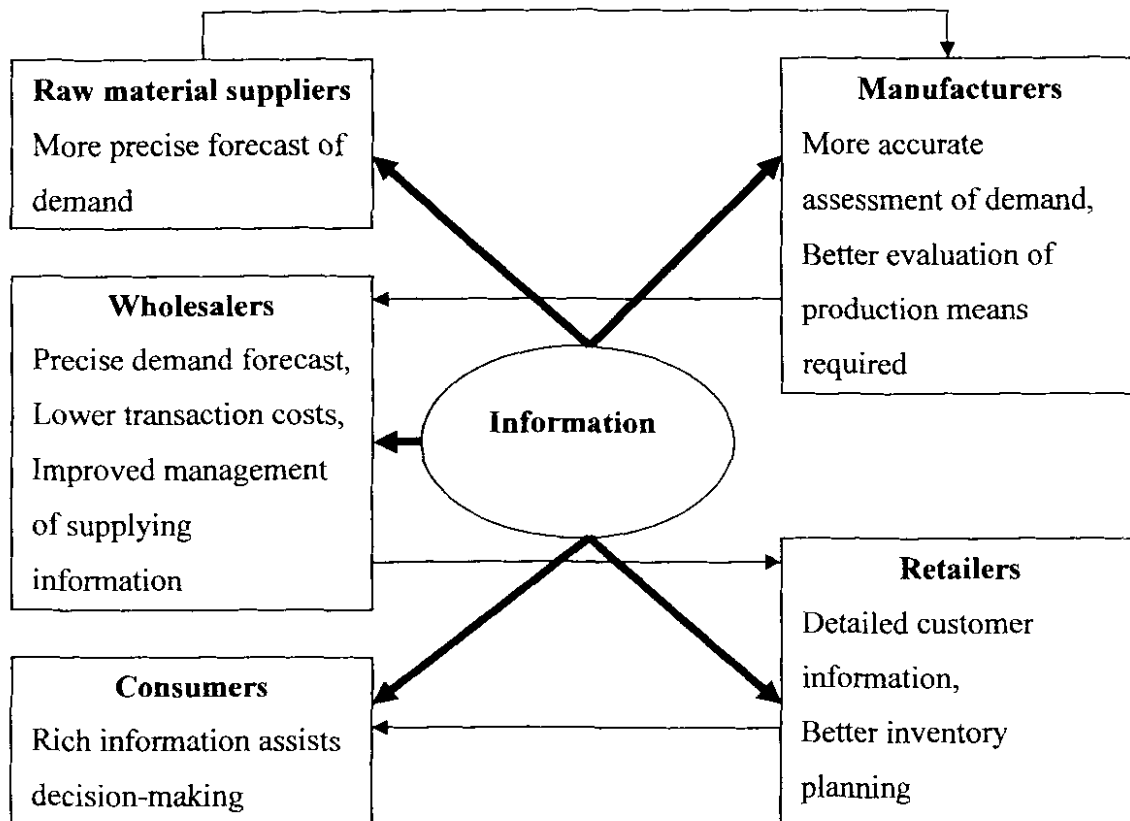 Raw material suppliers
More precise forecast of
demand
Manufacturers
More accurate
assessment of demand,
Better evaluation of
production means
required
Wholesalers
Precise demand forecast,
Lower transaction costs,
Improved management
of supplying
information
Information
Retailers
Detailed customer
information,
Better inventory
planning
Consumers
Rich information assists
decision-making